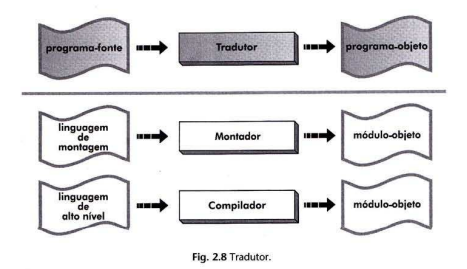 programa-fonte
Tradutor
programa-objeto
linguagem
de
montagem
Montador
módulo-objeto
linguagem
de
alto nível
Compilador
módulo-objeto
Fig. 2.8 Tradutor.